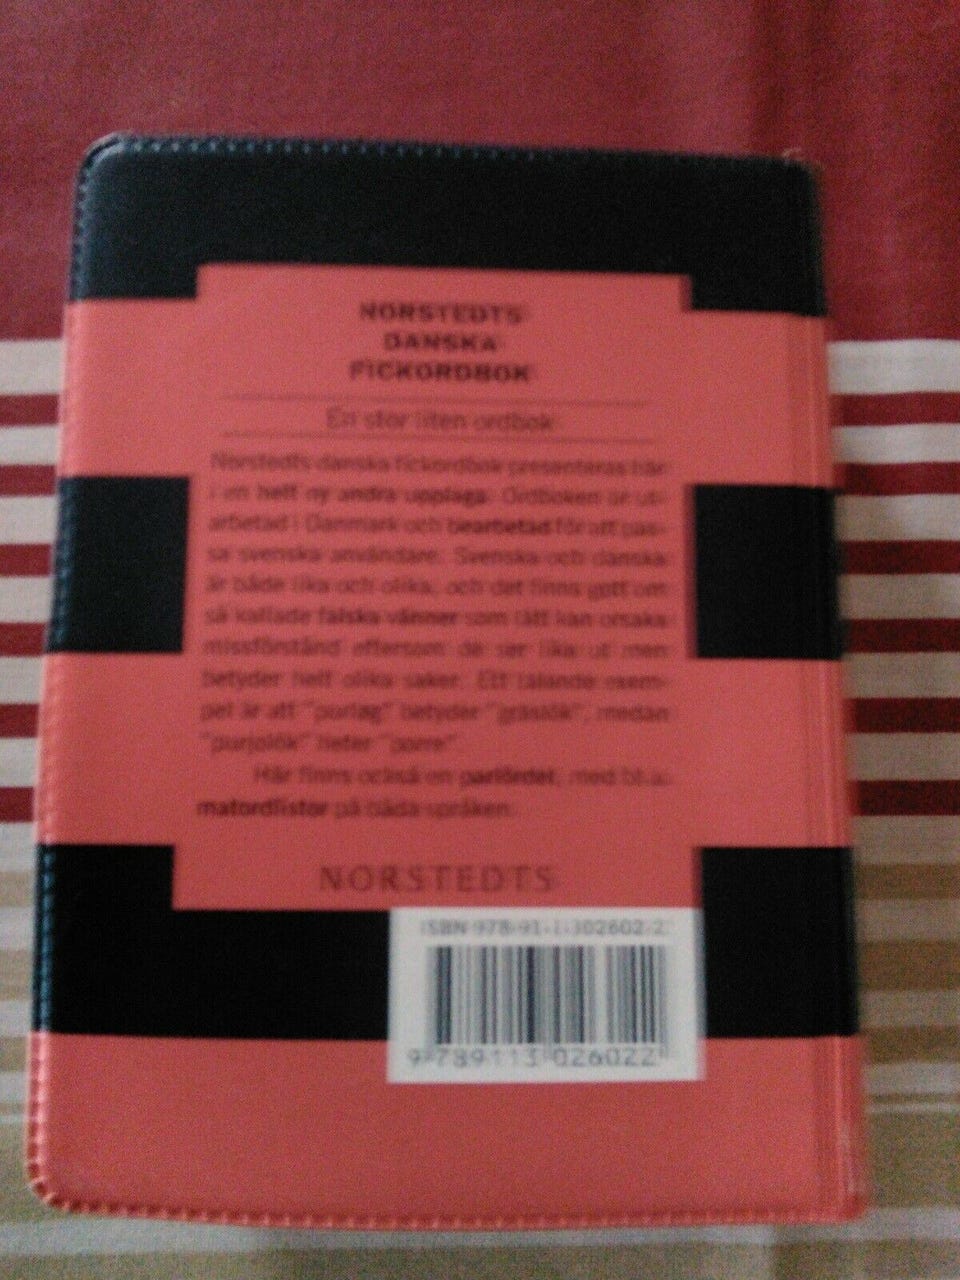 NORSTEDTS
DANSKA
FICKORDBOK
En stor liten ordbok
Norstedts danska fickordbok presenteras här
i en helt ny andra upplaga. Ordboken är ut-
arbetad i Danmark och bearbetad för att pas-
sa svenska användare. Svenska och danska
är både lika och olika, och det finns gott om
så kallade falska vänner som lätt kan orsaka
missförstånd eftersom de ser lika ut men
betyder helt olika saker. Ett talande exem-
pel är att "purløg" betyder "gräslök", medan
"purjolök" heter "porre".
Här finns också en parlördel, med bl.a.
matordlistor på båda språken.
NORSTEDTS
ISBN 978-91-1-302602-2
9 789113 026022